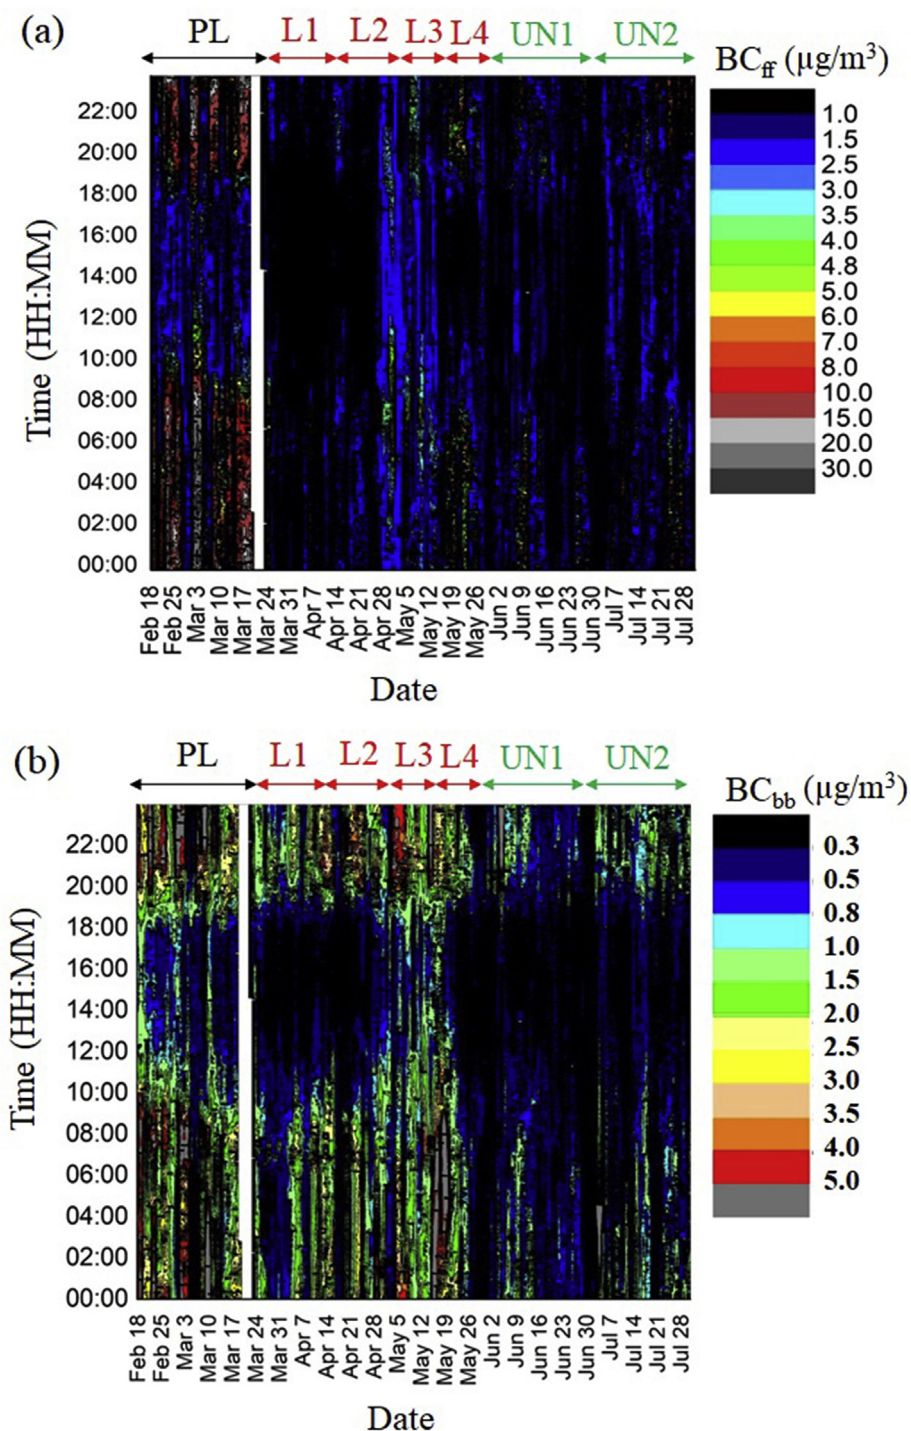 (a)
PL L1 L2 L3 L4 UN1 UN2
BCff (µg/m³)
22:00
20:00
18:00
16:00
14:00
12:00
10:00
08:00
06:00
04:00
02:00
00:00
Time (HH:MM)
1.0
1.5
2.5
3.0
3.5
4.0
4.8
5.0
6.0
7.0
8.0
10.0
15.0
20.0
30.0
Feb 18
Feb 25
Mar 3
Mar 10
Mar 17
Mar 24
Mar 31
Apr 7
Apr 14
Apr 21
Apr 28
May 5
May 12
May 19
May 26
Jun 2
Jun 9
Jun 16
Jun 23
Jun 30
Jul 7
Jul 14
Jul 21
Jul 28
Date
(b)
PL L1 L2 L3 L4 UN1 UN2
BCbb (µg/m³)
22:00
20:00
18:00
16:00
14:00
12:00
10:00
08:00
06:00
04:00
02:00
00:00
Time (HH:MM)
0.3
0.5
0.8
1.0
1.5
2.0
2.5
3.0
3.5
4.0
5.0
Feb 18
Feb 25
Mar 3
Mar 10
Mar 17
Mar 24
Mar 31
Apr 7
Apr 14
Apr 21
Apr 28
May 5
May 12
May 19
May 26
Jun 2
Jun 9
Jun 16
Jun 23
Jun 30
Jul 7
Jul 14
Jul 21
Jul 28
Date